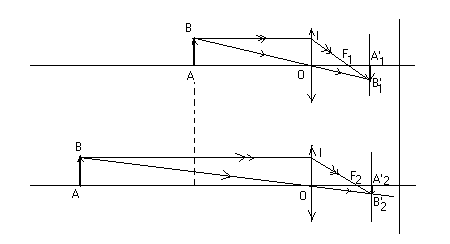 B I F₁ A'₁
A O B'₁
B I F₂ A'₂
A O B'₂